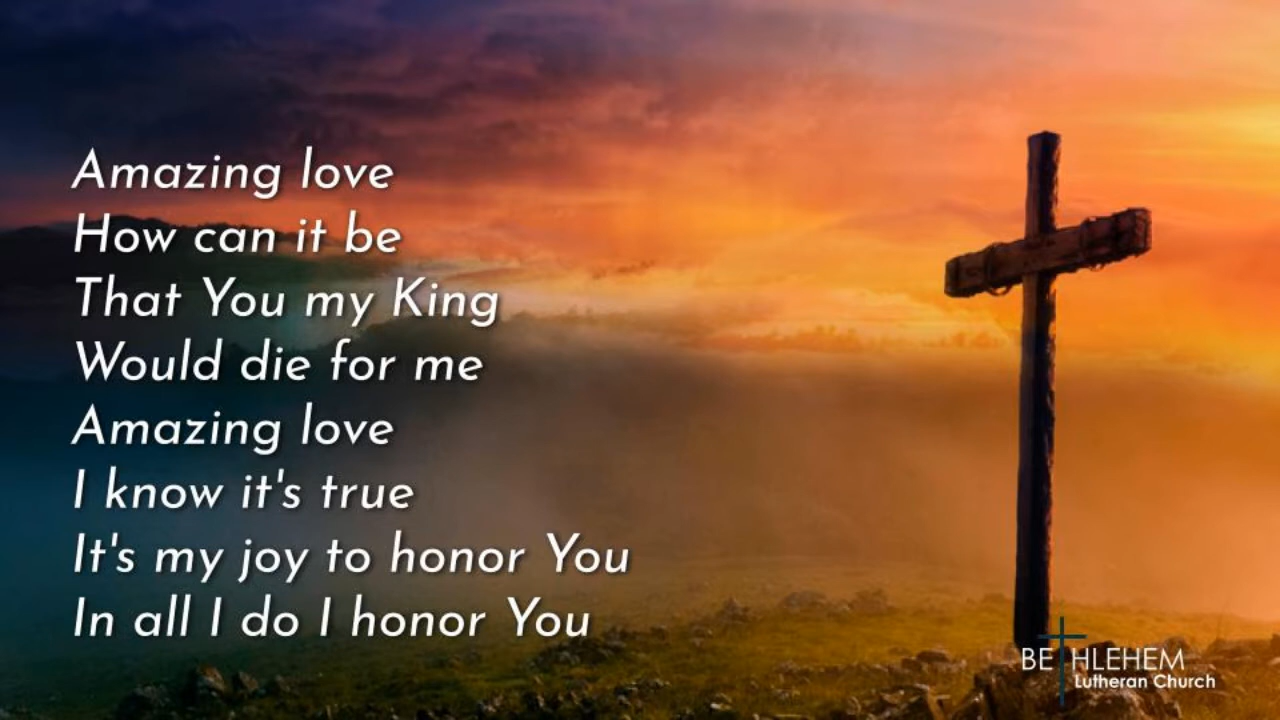 Amazing love
How can it be
That You my King
Would die for me
Amazing love
I know it's true
It's my joy to honor You
In all I do I honor You
BETHLEHEM
Lutheran Church